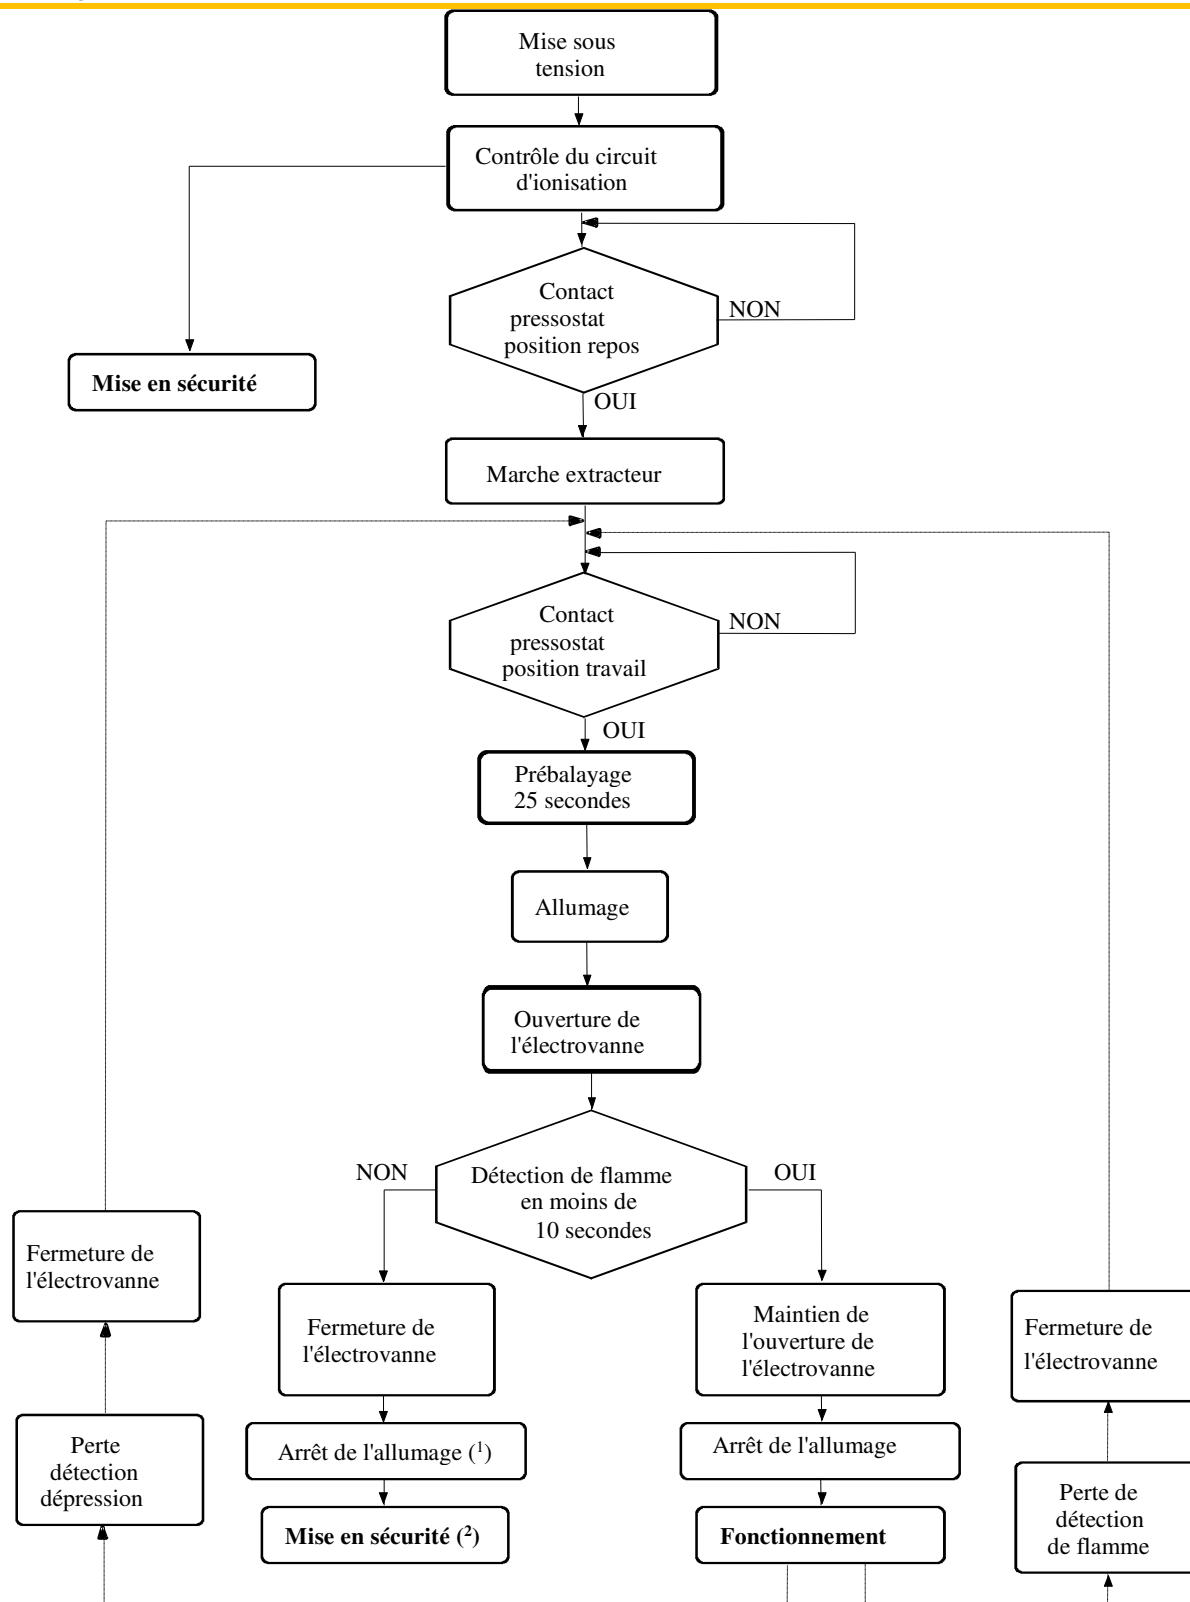 Mise sous
tension
Contrôle du circuit
d'ionisation
Contact
pressostat
position repos
NON
Mise en sécurité
OUI
Marche extracteur
Contact
pressostat
position travail
NON
OUI
Prébalayage
25 secondes
Allumage
Ouverture de
l'électrovanne
NON
Détection de flamme
en moins de
10 secondes
OUI
Fermeture de
l'électrovanne
Fermeture de
l'électrovanne
Maintien de
l'ouverture de
l'électrovanne
Fermeture de
l'électrovanne
Perte
détection
dépression
Arrêt de l'allumage (¹)
Arrêt de l'allumage
Perte de
détection
de flamme
Mise en sécurité (²)
Fonctionnement